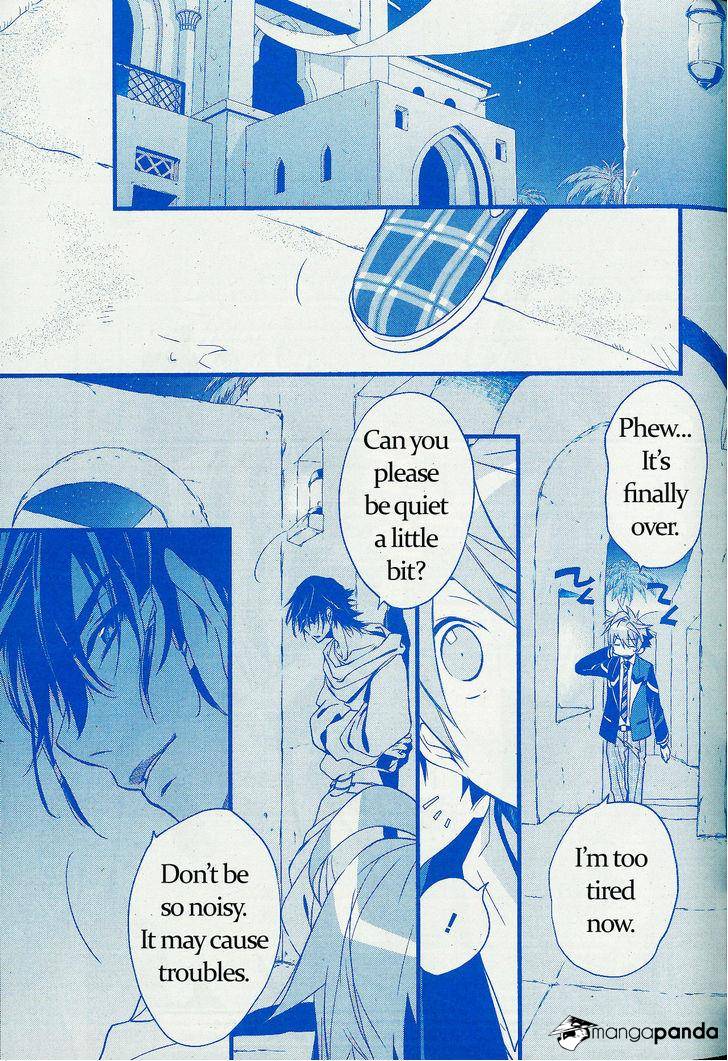 Phew...
It's
finally
over.
I'm too
tired
now.
!
Can you
please
be quiet
a little
bit?
Don't be
so noisy.
It may cause
troubles.
mangapanda